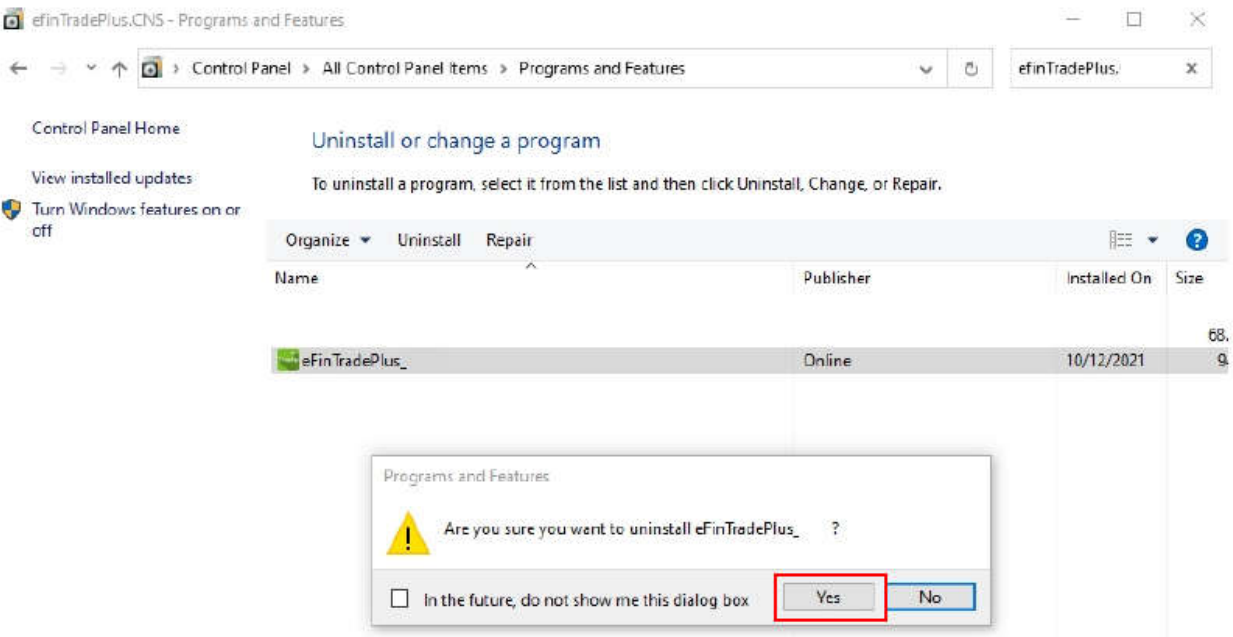 efinTradePlus.CNS - Programs and Features
Control Panel > All Control Panel Items > Programs and Features
efinTradePlus.
Control Panel Home
View installed updates
Turn Windows features on or
off
Uninstall or change a program
To uninstall a program, select it from the list and then click Uninstall, Change, or Repair.
Organize Uninstall Repair
Name Publisher Installed On Size
68.
eFinTradePlus_ Online 10/12/2021 9
Programs and Features
Are you sure you want to uninstall eFinTradePlus_ ?
In the future, do not show me this dialog box Yes No